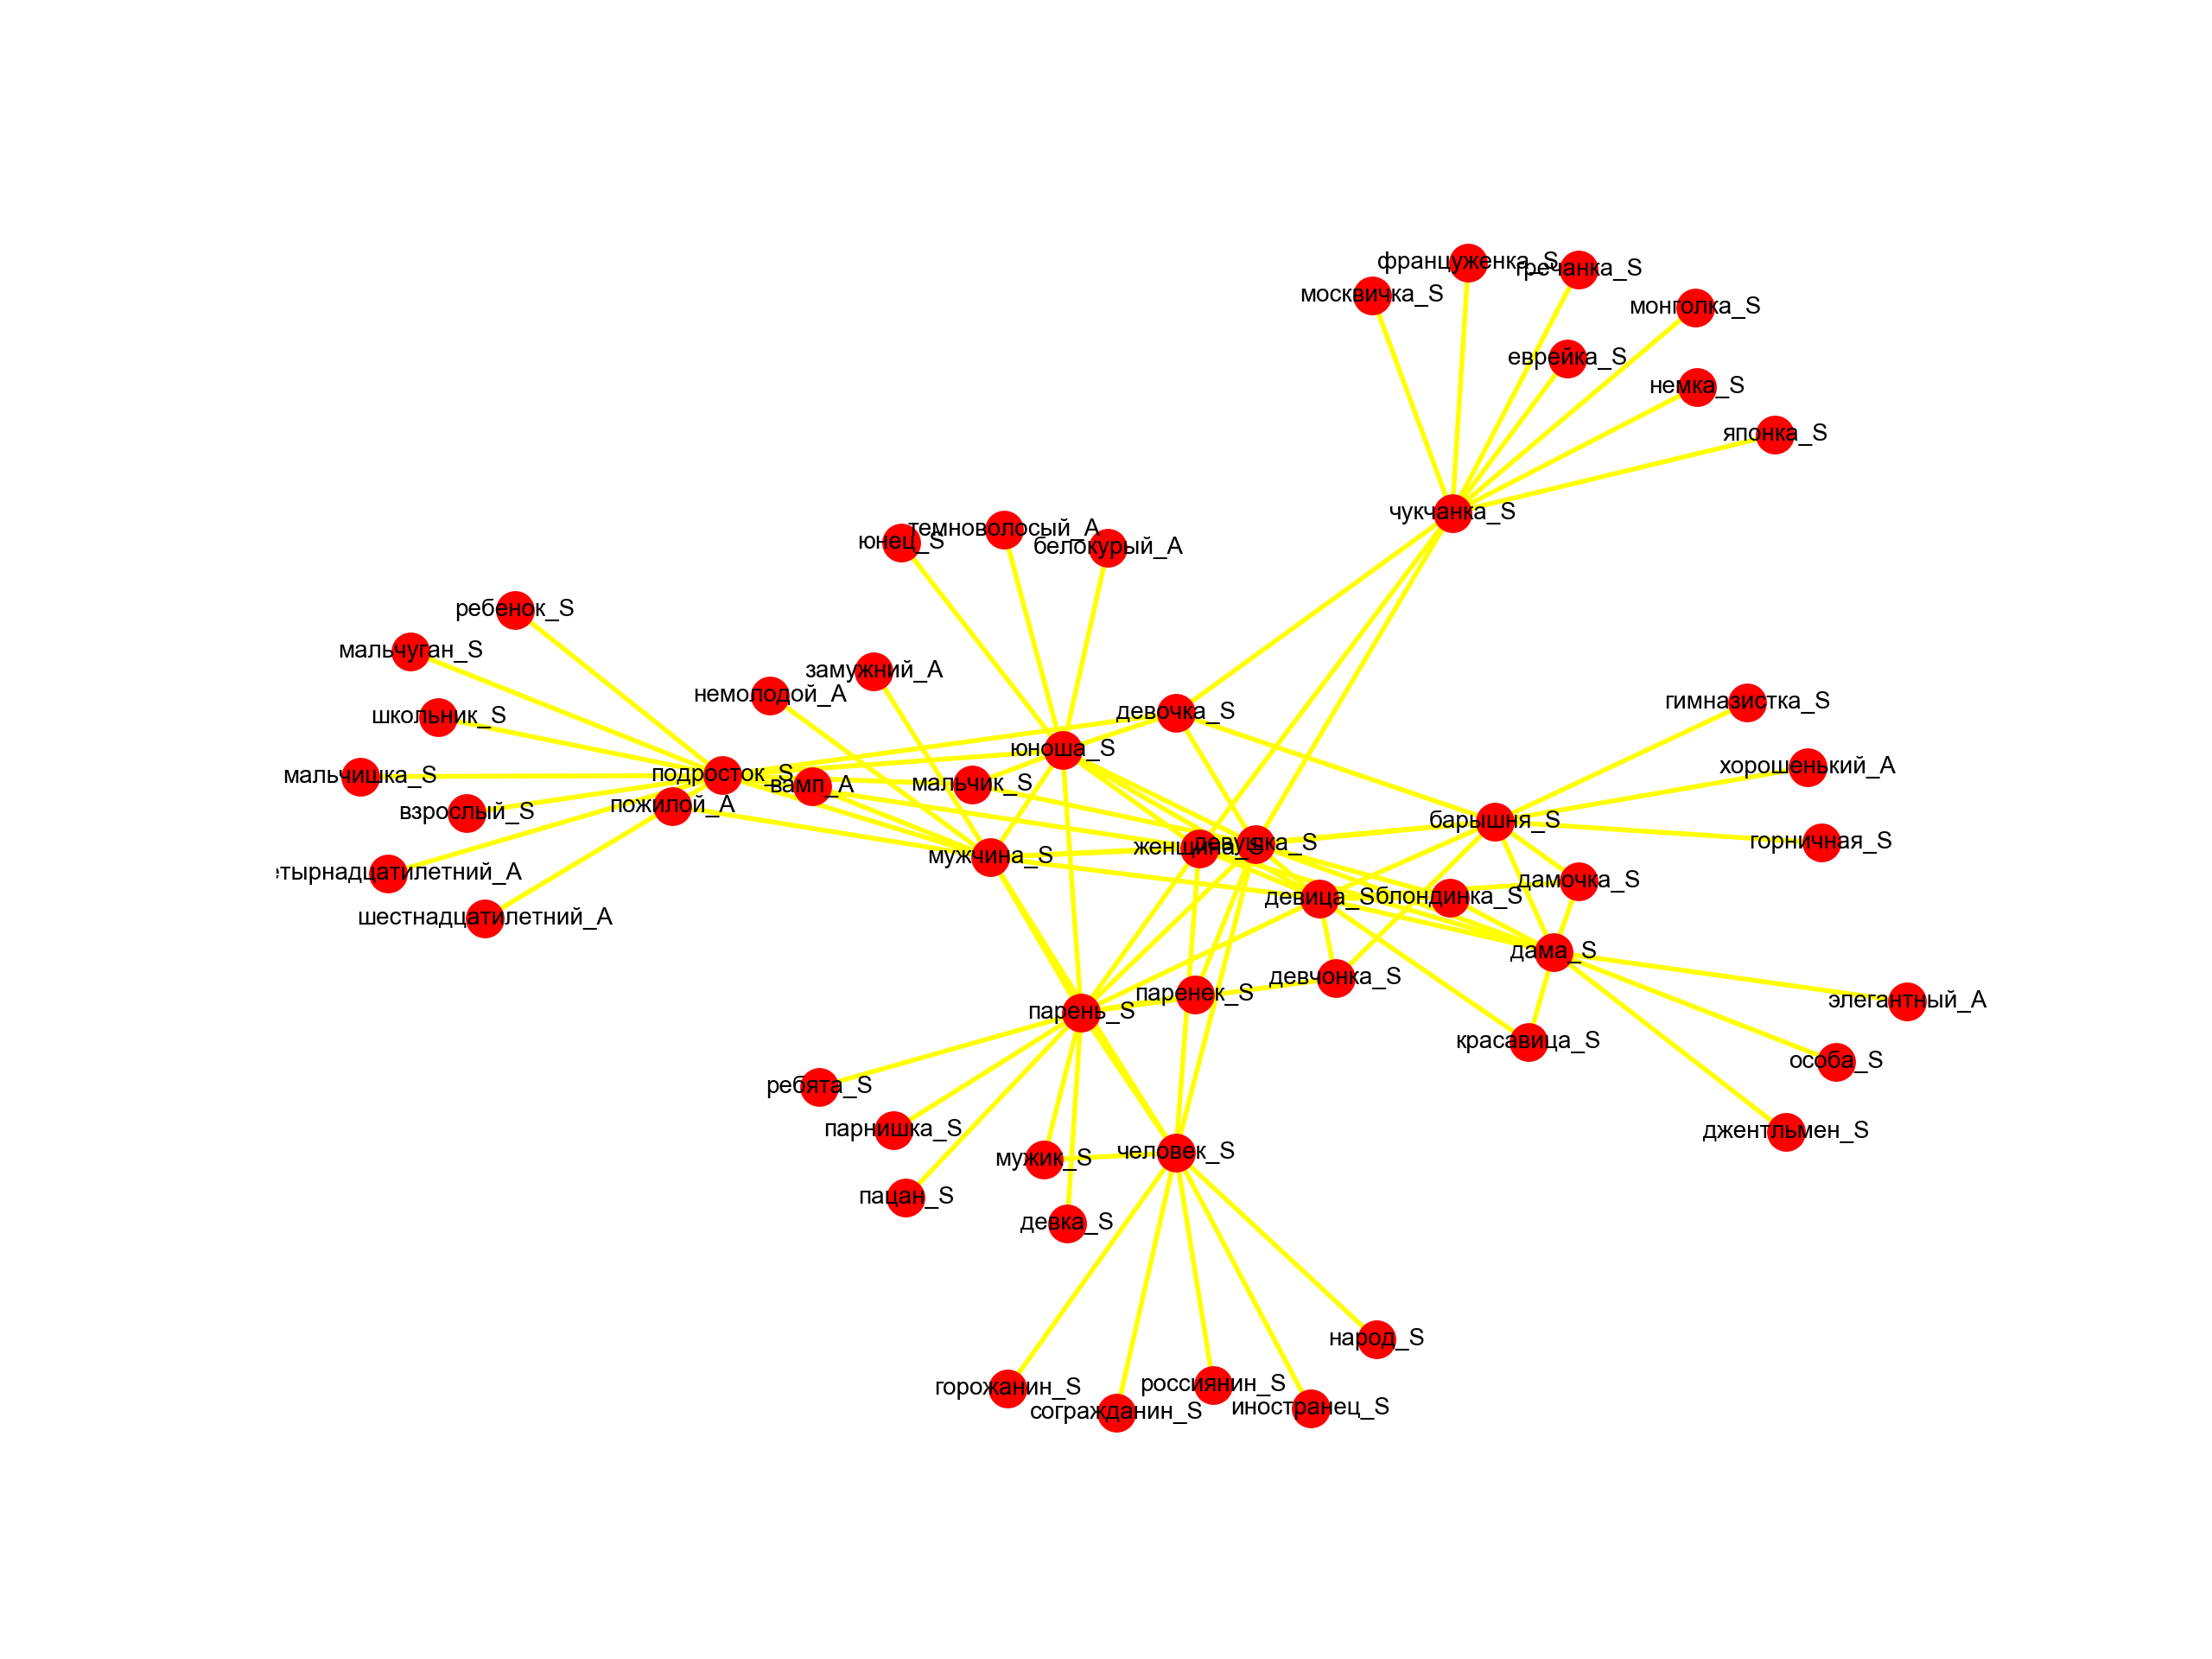 француженка_S
гречанка_S
москвичка_S
монголка_S
еврейка_S
немка_S
японка_S
чукчанка_S
темноволосый_A
юнец_S
белокурый_A
ребенок_S
мальчуган_S
замужний_A
немолодой_A
гимназистка_S
девочка_S
школьник_S
юноша_S
хорошенький_A
мальчишка_S
подросток_S
вамп_A
мальчик_S
взрослый_S
пожилой_A
барышня_S
горничная_S
мужчина_S
женщина_S
девушка_S
етырнадцатилетний_A
дамочка_S
девица_S
блондинка_S
шестнадцатилетний_A
дама_S
девчонка_S
паренек_S
элегантный_A
парень_S
красавица_S
особа_S
ребята_S
парнишка_S
джентльмен_S
человек_S
мужик_S
пацан_S
девка_S
народ_S
россиянин_S
горожанин_S
иностранец_S
согражданин_S